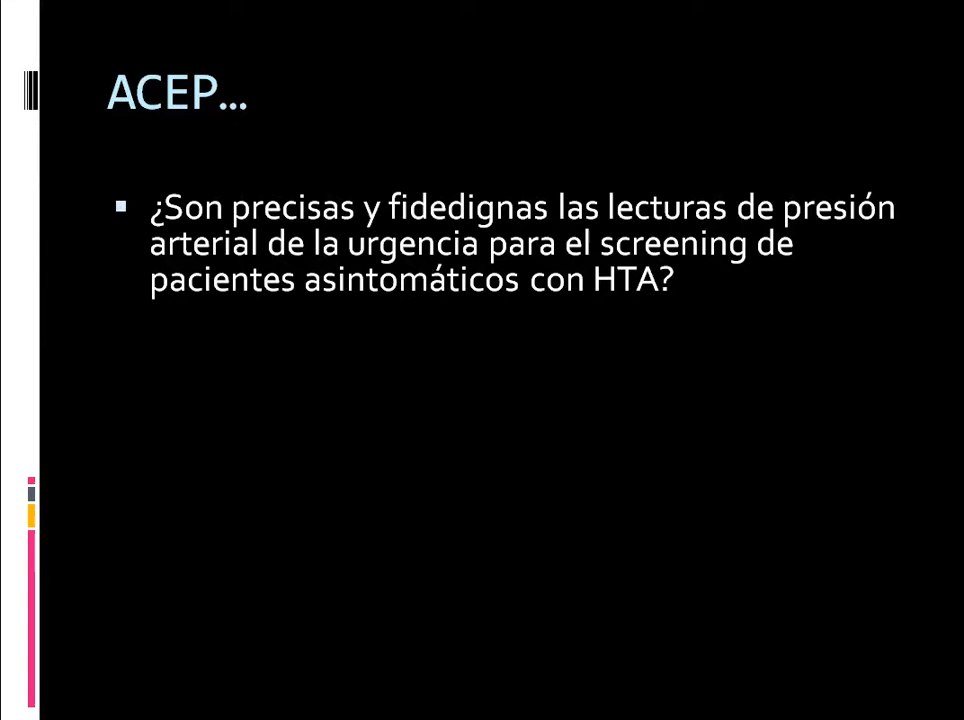 ACEP…
¿Son precisas y fidedignas las lecturas de presión
arterial de la urgencia para el screening de
pacientes asintomáticos con HTA?